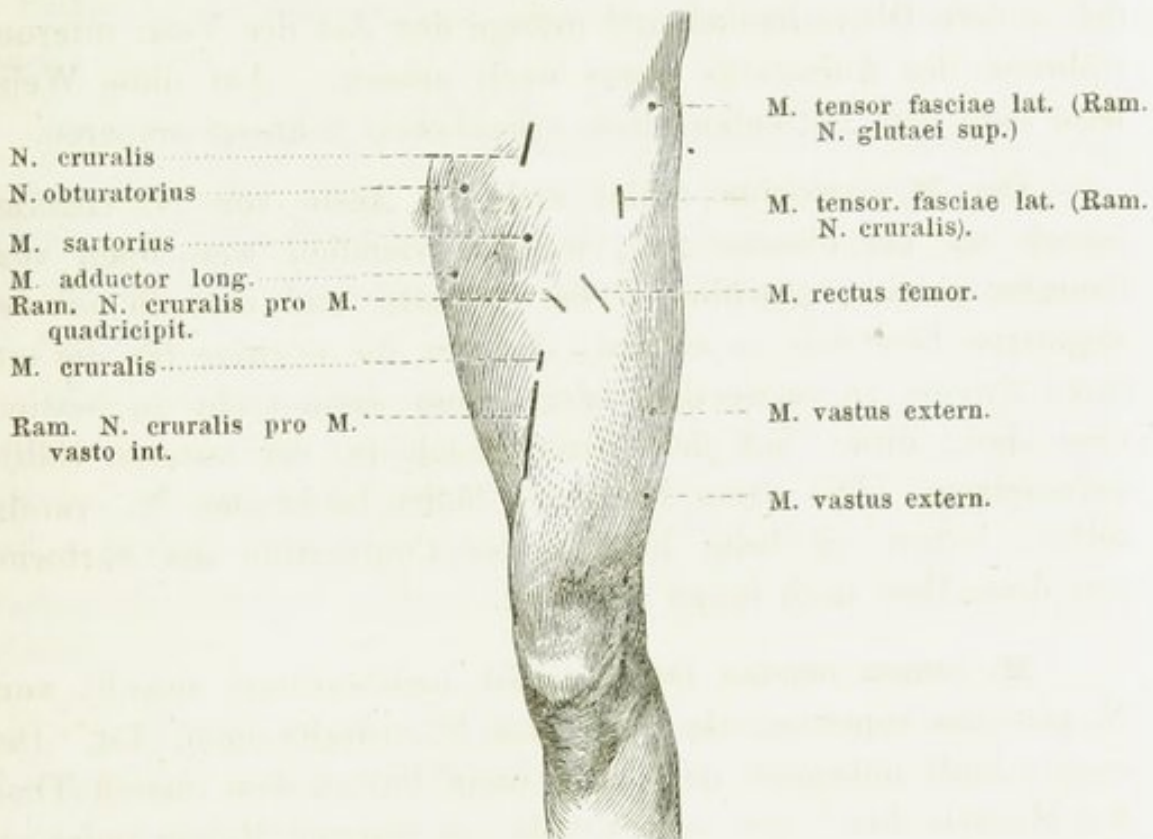 N. cruralis
N. obturatorius
M. sartorius
M. adductor long.
Ram. N. cruralis pro M.
quadricipit.
M. cruralis
Ram. N. cruralis pro M.
vasto int.
M. tensor fasciae lat. (Ram.
N. glutaei sup.)
M. tensor. fasciae lat. (Ram.
N. cruralis).
M. rectus femor.
M. vastus extern.
M. vastus extern.